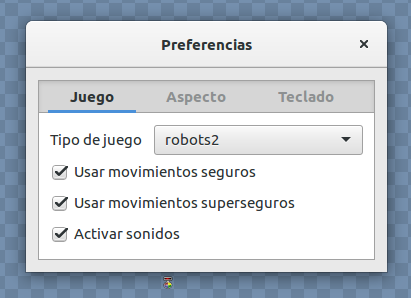 Preferencias
Juego Aspecto Teclado
Tipo de juego robots2
Usar movimientos seguros
Usar movimientos superseguros
Activar sonidos